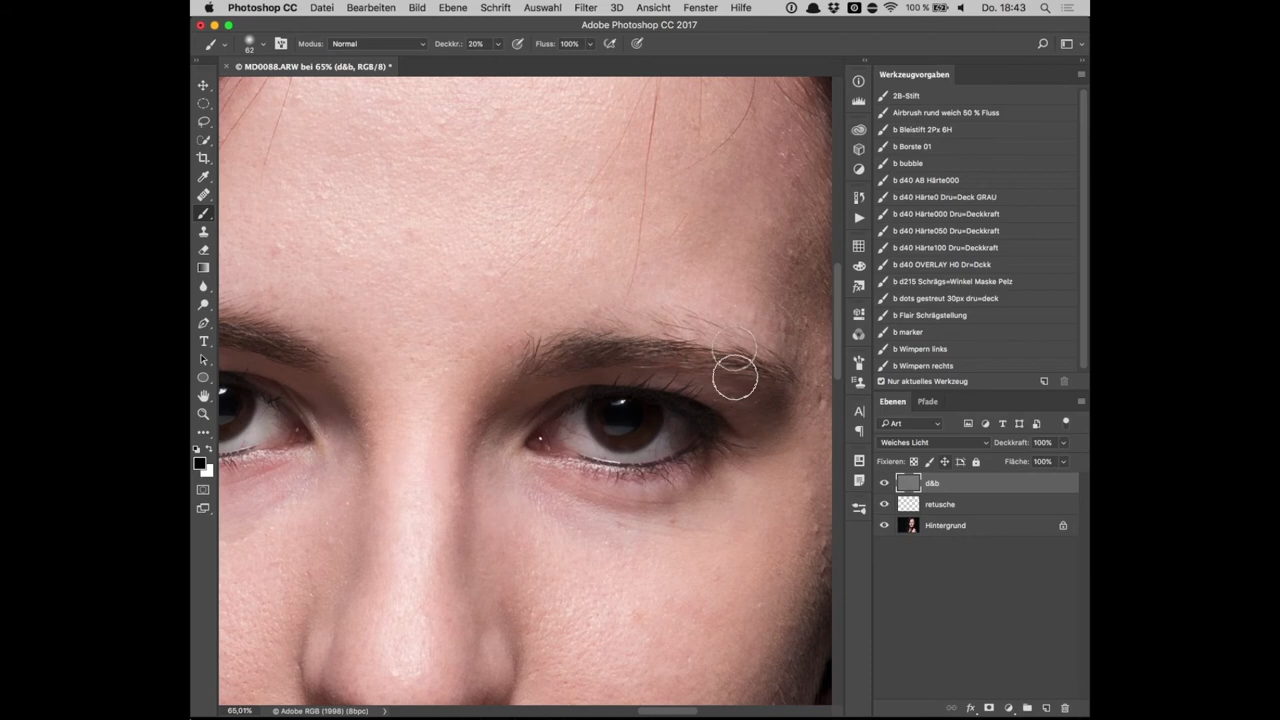 Photoshop CC Datei Bearbeiten Bild Ebene Schrift Auswahl Filter 3D Ansicht Fenster Hilfe 100 % Do. 18:43
Adobe Photoshop CC 2017
62 Modus: Normal Deckkr.: 20% Fluss: 100%
× © MD0088.ARW bei 65% (d&b, RGB/8) *
Werkzeugvorgaben
2B-Stift
Airbrush rund weich 50 % Fluss
b Bleistift 2Px 6H
b Borste 01
b bubble
b d40 AB Härte000
b d40 Härte0 Dru=Deck GRAU
b d40 Härte000 Dru=Deckkraft
b d40 Härte050 Dru=Deckkraft
b d40 Härte100 Dru=Deckkraft
b d40 OVERLAY H0 Dr=Dckk
b d215 Schrägs=Winkel Maske Pelz
b dots gestreut 30px dru=deck
b Flair Schrägstellung
b marker
b Wimpern links
b Wimpern rechts
Nur aktuelles Werkzeug
Ebenen Pfade
Art
Weiches Licht Deckkraft: 100%
Fixieren: Fläche: 100%
d&b
retusche
Hintergrund
65,01% © Adobe RGB (1998) (8bpc)